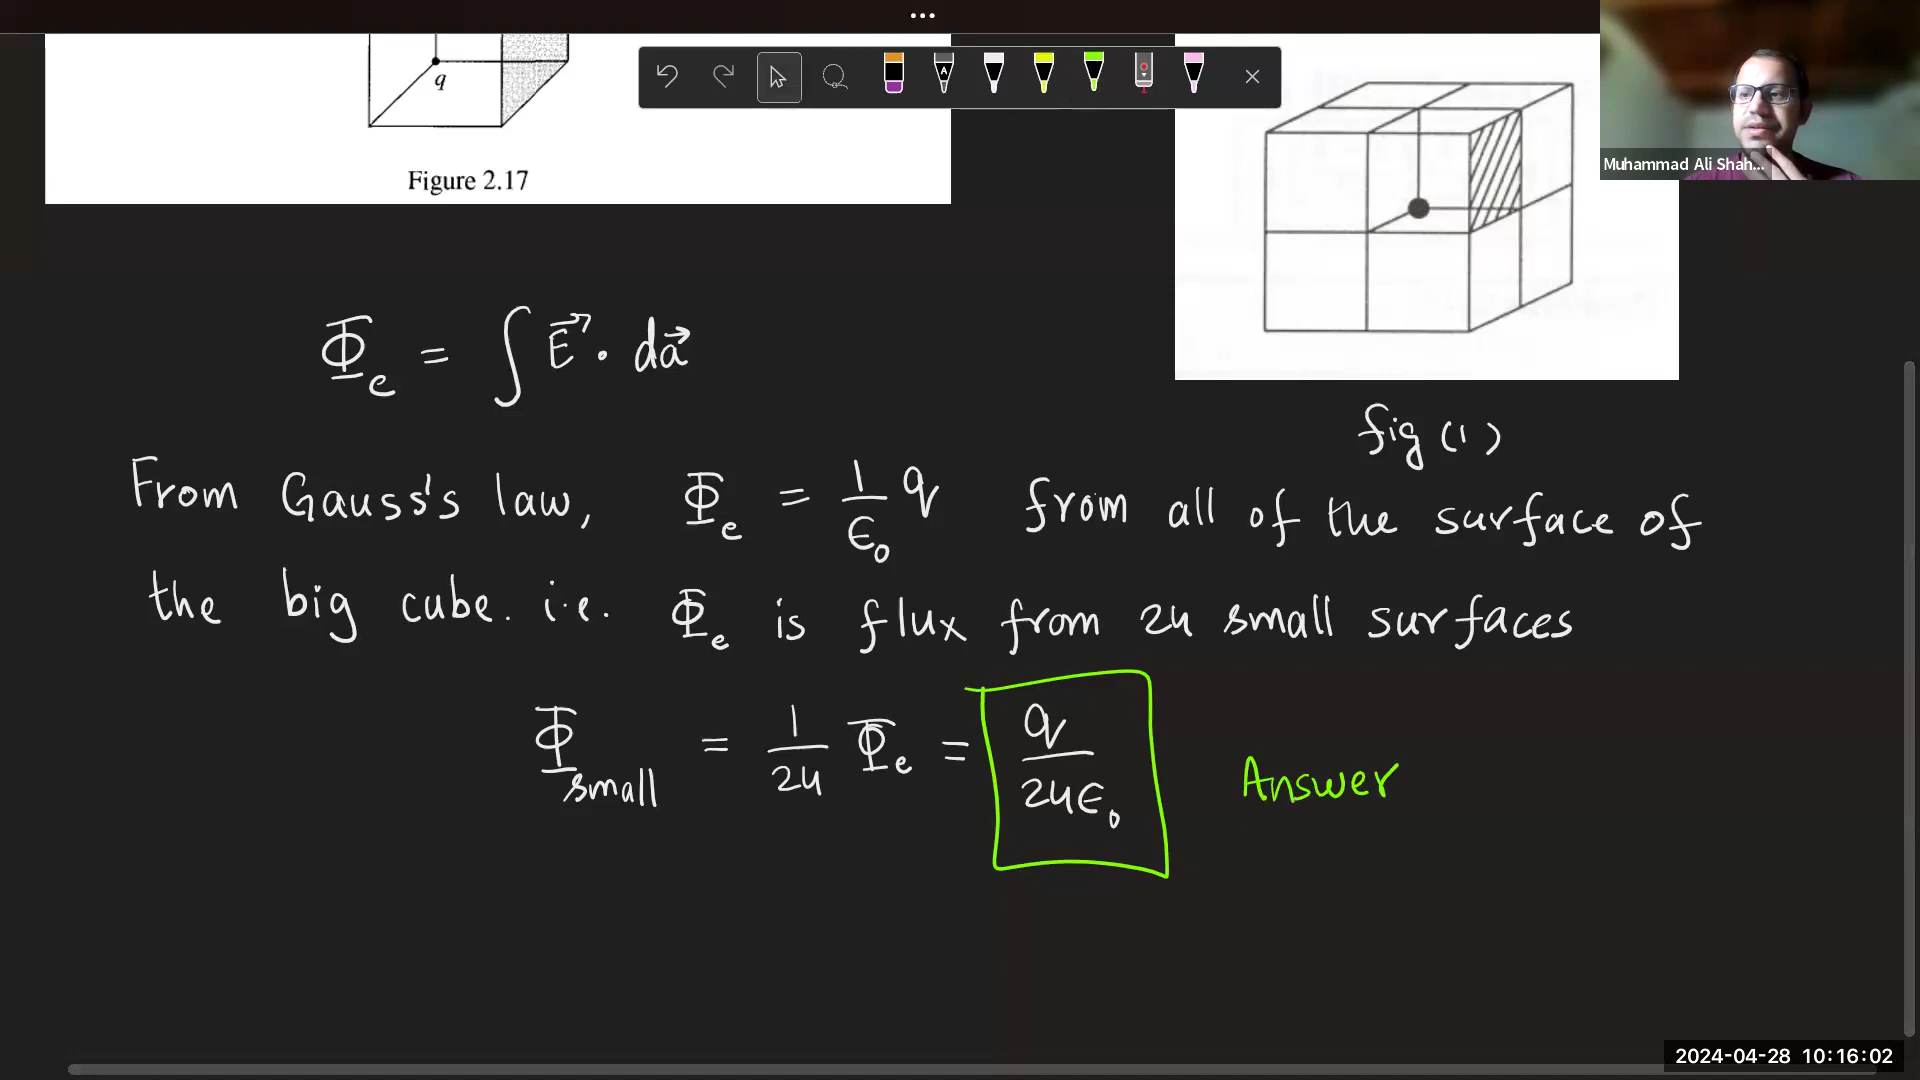 ...
q
Figure 2.17
Muhammad Ali Shah...
Φₑ = ∫ E⃗ · da⃗
fig (1)
From Gauss's law, Φₑ = 1/ϵ₀ q from all of the surface of
the big cube. i.e. Φₑ is flux from 24 small surfaces
Φsmall = 1/24 Φₑ = q/24ϵ₀ Answer
2024-04-28 10:16:02